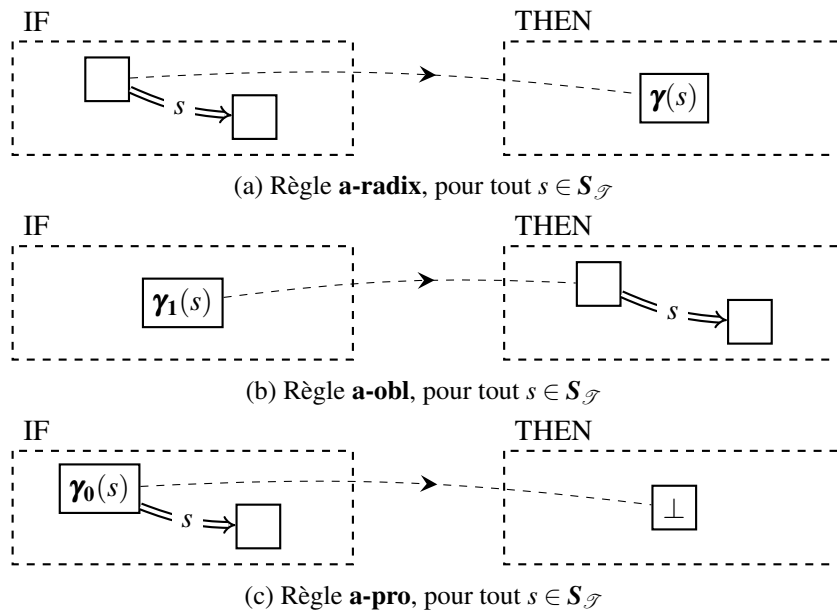 IF THEN
s γ(s)
(a) Règle a-radix, pour tout s ∈ S𝒯
IF THEN
γ₁(s) s
(b) Règle a-obl, pour tout s ∈ S𝒯
IF THEN
γ₀(s) s ⊥
(c) Règle a-pro, pour tout s ∈ S𝒯